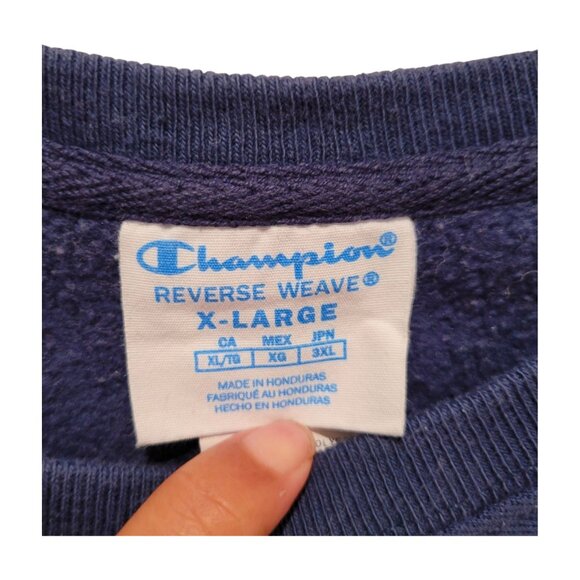 Champion®
REVERSE WEAVE®
X-LARGE
CA MEX JPN
XL/TG XG 3XL
MADE IN HONDURAS
FABRIQUÉ AU HONDURAS
HECHO EN HONDURAS